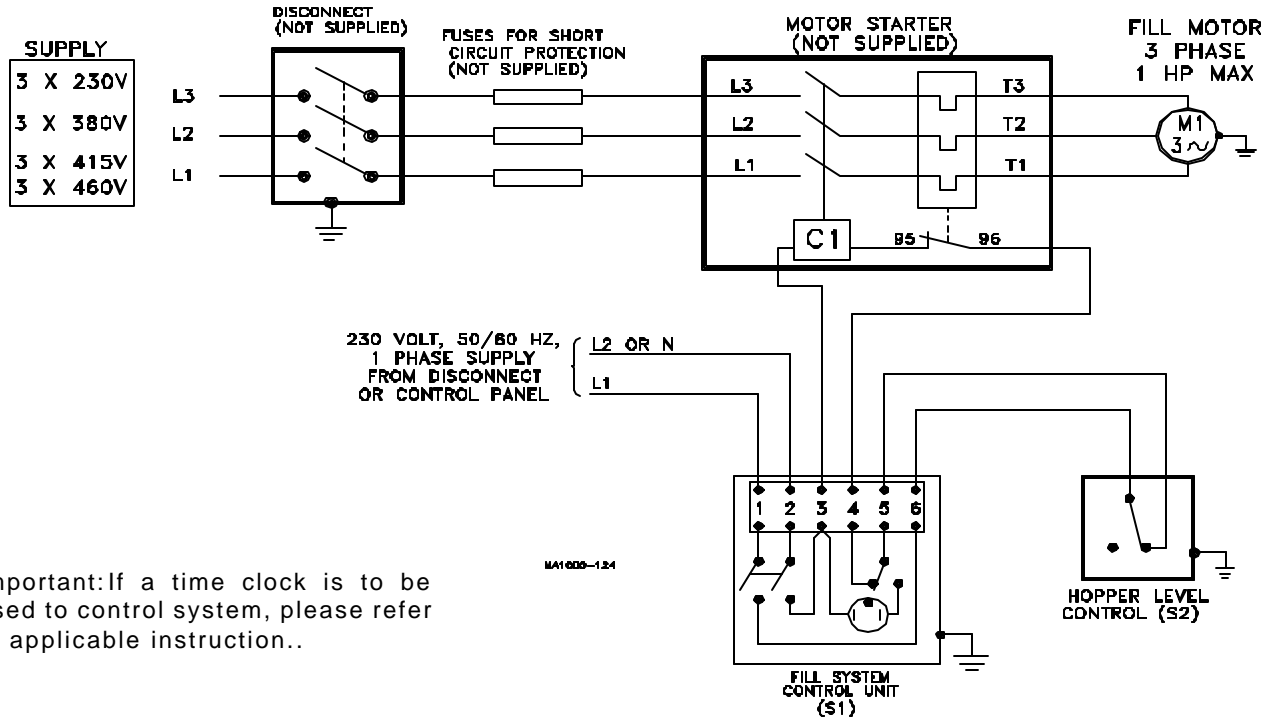 DISCONNECT
(NOT SUPPLIED)
FUSES FOR SHORT
CIRCUIT PROTECTION
(NOT SUPPLIED)
MOTOR STARTER
(NOT SUPPLIED)
FILL MOTOR
3 PHASE
1 HP MAX
SUPPLY
3 X 230V
3 X 380V
3 X 415V
3 X 460V
L3
L2
L1
L3
L2
L1
T3
T2
T1
M1
3~
C1
95
96
230 VOLT, 50/60 HZ,
1 PHASE SUPPLY
FROM DISCONNECT
OR CONTROL PANEL
L2 OR N
L1
1 2 3 4 5 6
HOPPER LEVEL
CONTROL (S2)
FILL SYSTEM
CONTROL UNIT
(S1)
MA1000-124
mportant:If a time clock is to be
sed to control system, please refer
applicable instruction..